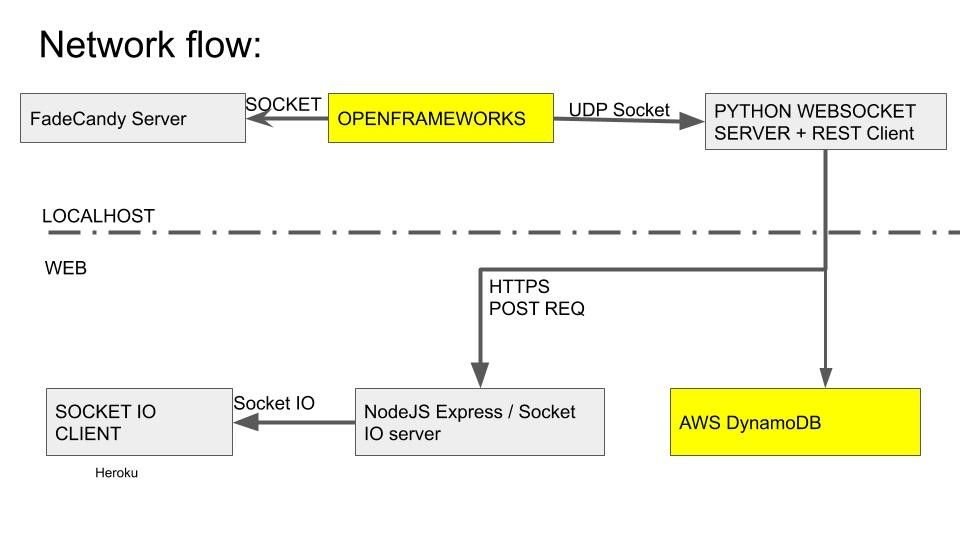 Network flow:
FadeCandy Server
SOCKET
OPENFRAMEWORKS
UDP Socket
PYTHON WEBSOCKET
SERVER + REST Client
LOCALHOST
WEB
HTTPS
POST REQ
SOCKET IO
CLIENT
Socket IO
NodeJS Express / Socket
IO server
AWS DynamoDB
Heroku